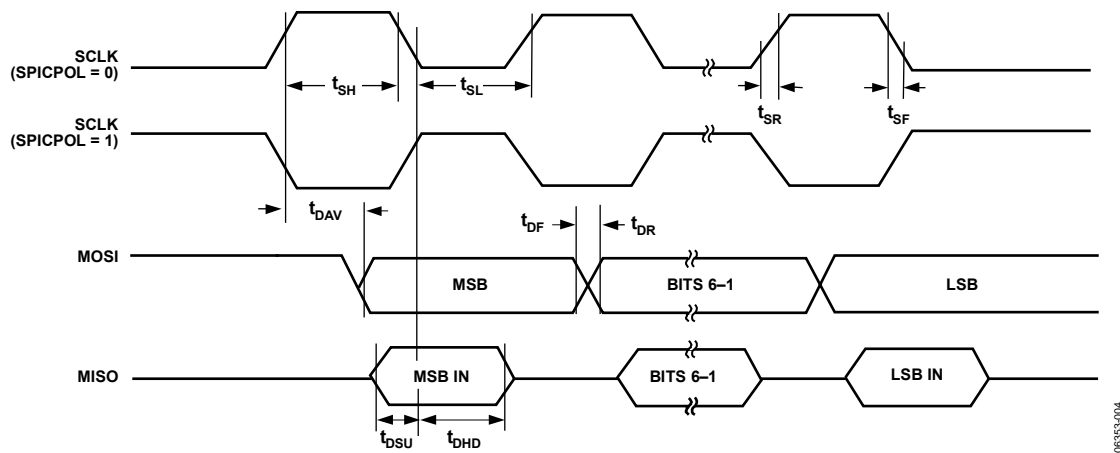 SCLK
(SPICPOL = 0)
tSH
tSL
tSR
tSF
SCLK
(SPICPOL = 1)
tDAV
tDF
tDR
MOSI
MSB
BITS 6–1
LSB
MISO
MSB IN
BITS 6–1
LSB IN
tDSU
tDHD
06353-004